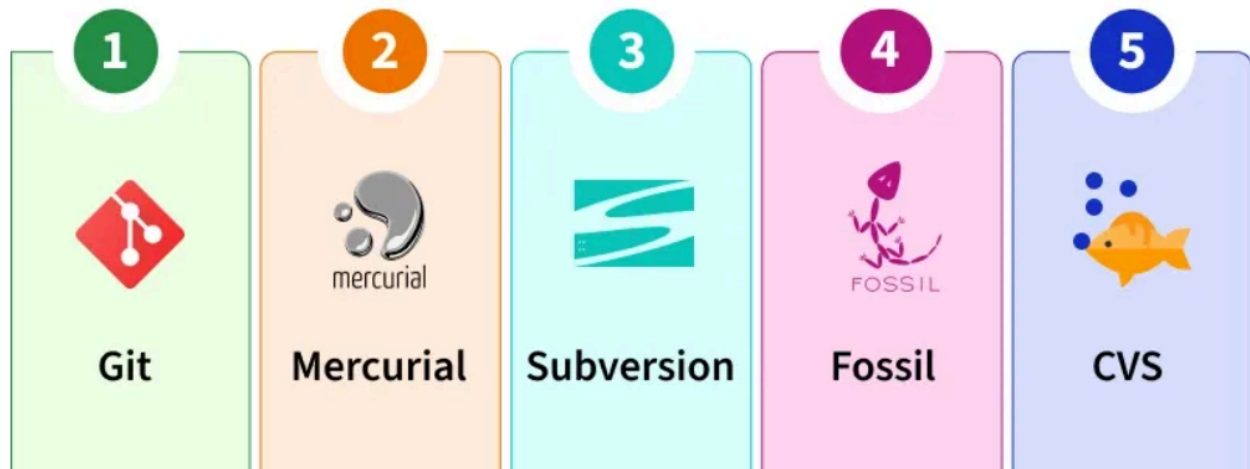 1
2
3
4
5
mercurial
FOSSIL
Git
Mercurial
Subversion
Fossil
CVS